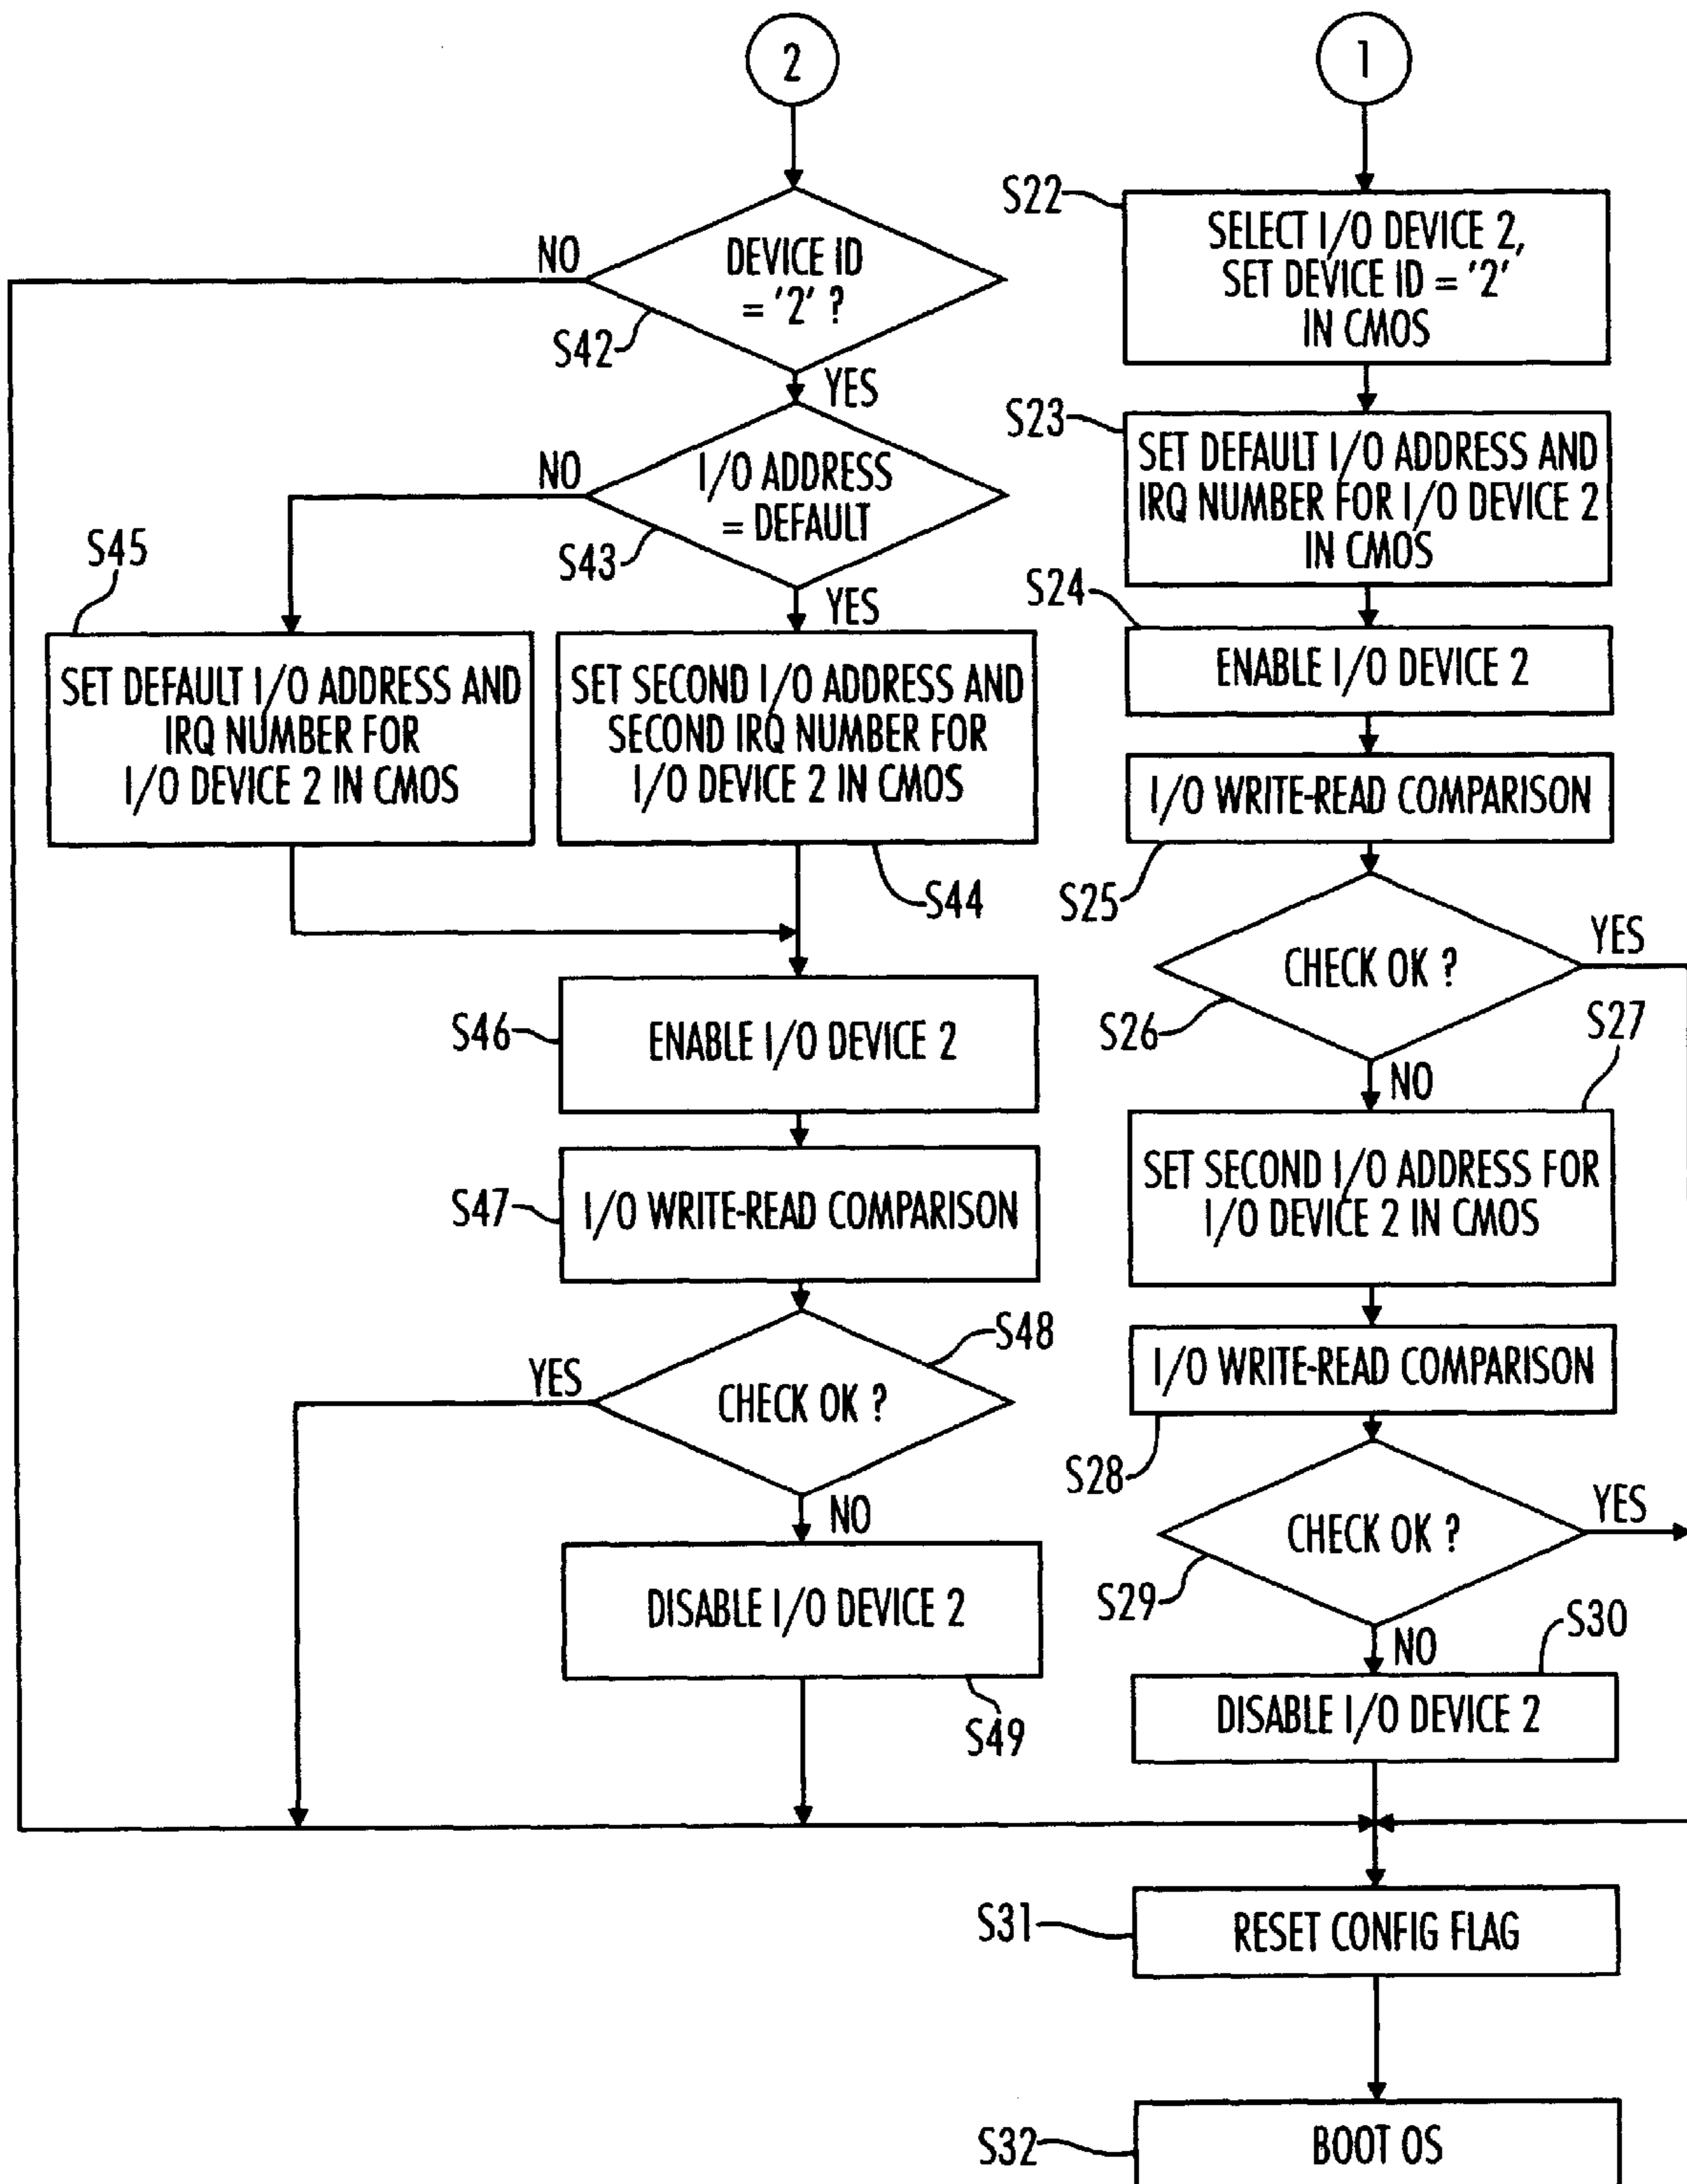 2
1
NO
DEVICE ID
= '2' ?
S42
YES
NO
I/O ADDRESS
= DEFAULT
S43
YES
S45
SET DEFAULT I/O ADDRESS AND
IRQ NUMBER FOR
I/O DEVICE 2 IN CMOS
SET SECOND I/O ADDRESS AND
SECOND IRQ NUMBER FOR
I/O DEVICE 2 IN CMOS
S44
S46
ENABLE I/O DEVICE 2
S47
I/O WRITE-READ COMPARISON
S48
YES
CHECK OK ?
NO
DISABLE I/O DEVICE 2
S49
S22
SELECT I/O DEVICE 2,
SET DEVICE ID = '2'
IN CMOS
S23
SET DEFAULT I/O ADDRESS AND
IRQ NUMBER FOR I/O DEVICE 2
IN CMOS
S24
ENABLE I/O DEVICE 2
I/O WRITE-READ COMPARISON
S25
YES
CHECK OK ?
S26
S27
NO
SET SECOND I/O ADDRESS FOR
I/O DEVICE 2 IN CMOS
I/O WRITE-READ COMPARISON
S28
YES
CHECK OK ?
S29
S30
NO
DISABLE I/O DEVICE 2
S31
RESET CONFIG FLAG
S32
BOOT OS